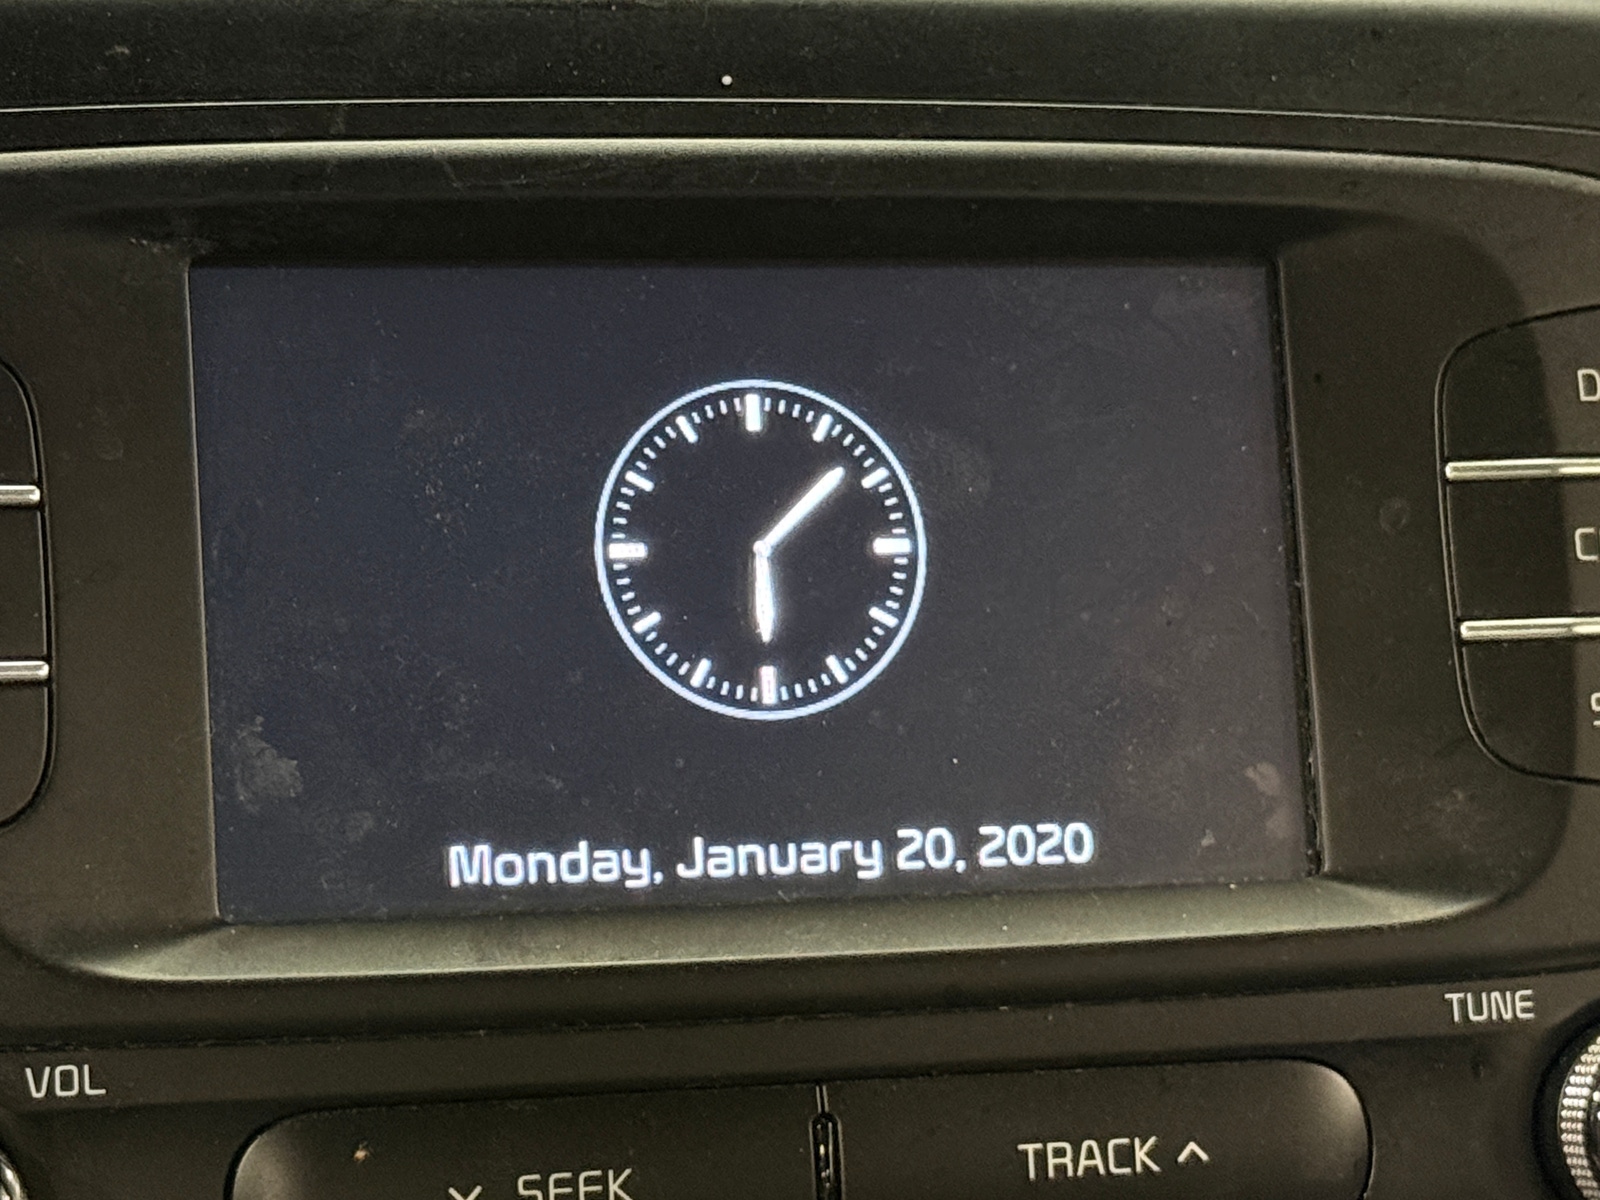 Monday, January 20, 2020
TUNE
VOL
TRACK
SEEK